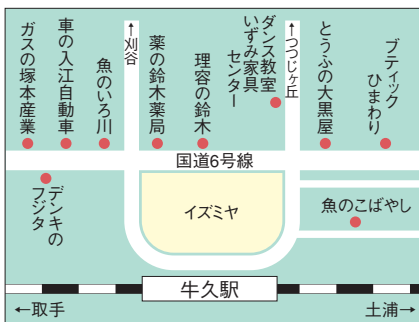 ガスの塚本産業
車の入江自動車
魚のいろ川
↑刈谷
薬の鈴木薬局
理容の鈴木
ダンス教室
いずみ家具
センター
↑つつじヶ丘
とうふの大黒屋
ブティック
ひまわり
国道6号線
デンキの
フジタ
イズミヤ
魚のこばやし
牛久駅
←取手
土浦→